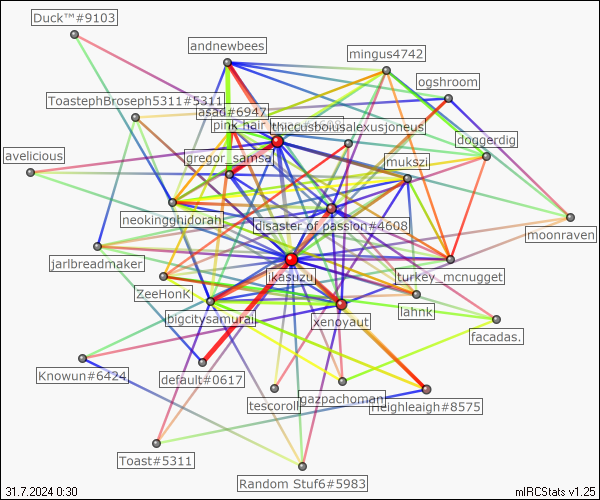 Duck™#9103
andnewbees
mingus4742
ogshroom
ToastephBroseph5311#5311
asad#6947
pink hair
thiccusboiusalexusjoneus
doggerdig
avelicious
gregor_samsa
mukszi
neokingghidorah
disaster of passion#4608
moonraven
jarlbreadmaker
ikasuzu
turkey_mcnugget
ZeeHonk
lahnk
bigcitysamurai
xenoyaut
facadas.
Knowun#6424
default#0617
tescoroll
gazpachoman
Heighleaigh#8575
Toast#5311
Random Stuf6#5983
31.7.2024 0:30
mIRCStats v1.25